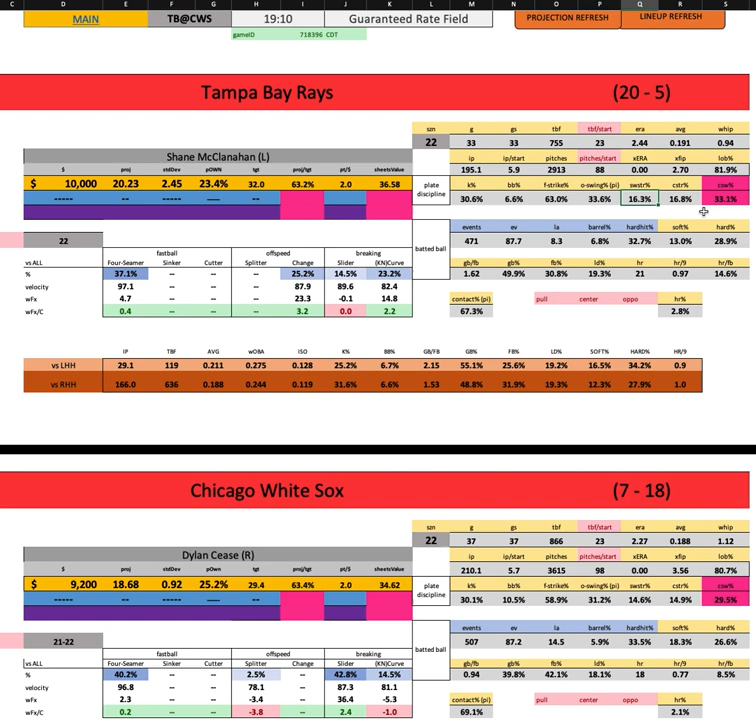 C D E F G H I J K L M N O P Q R S
MAIN TB@CWS 19:10 Guaranteed Rate Field PROJECTION REFRESH LINEUP REFRESH
gameID 718396 CDT
Tampa Bay Rays (20 - 5)
szn g gs tbf tbf/start era avg whip
22 33 33 755 23 2.44 0.191 0.94
Shane McClanahan (L) ip ip/start pitches pitches/start xERA xfip lob%
$ proj stdDev pOWN tgt proj/tgt pt/$ sheetsValue 195.1 5.9 2913 88 0.00 2.70 81.9%
$ 10,000 20.23 2.45 23.4% 32.0 63.2% 2.0 36.58 plate discipline k% bb% f-strike% o-swing% (pi) swstr% cstr% csw%
----- -- -- — -- 30.6% 6.6% 63.0% 33.6% 16.3% 16.8% 33.1%
batted ball events ev la barrel% hardhit% soft% hard%
22 471 87.7 8.3 6.8% 32.7% 13.0% 28.9%
fastball offspeed breaking
vs ALL Four-Seamer Sinker Cutter Splitter Change Slider (KN)Curve gb/fb gb% fb% ld% hr hr/9 hr/fb
% 37.1% -- -- -- 25.2% 14.5% 23.2% 1.62 49.9% 30.8% 19.3% 21 0.97 14.6%
velocity 97.1 -- -- -- 87.9 89.6 82.4
wFx 4.7 -- -- -- 23.3 -0.1 14.8 contact% (pi) pull center oppo hr%
wFx/C 0.4 -- -- -- 3.2 0.0 2.2 67.3% 2.8%
IP TBF AVG wOBA ISO K% BB% GB/FB GB% FB% LD% SOFT% HARD% HR/9
vs LHH 29.1 119 0.211 0.275 0.128 25.2% 6.7% 2.15 55.1% 25.6% 19.2% 16.5% 34.2% 0.9
vs RHH 166.0 636 0.188 0.244 0.119 31.6% 6.6% 1.53 48.8% 31.9% 19.3% 12.3% 27.9% 1.0
Chicago White Sox (7 - 18)
szn g gs tbf tbf/start era avg whip
22 37 37 866 23 2.27 0.188 1.12
Dylan Cease (R) ip ip/start pitches pitches/start xERA xfip lob%
$ proj stdDev pOwn tgt proj/tgt pt/$ sheetsValue 210.1 5.7 3615 98 0.00 3.56 80.7%
$ 9,200 18.68 0.92 25.2% 29.4 63.4% 2.0 34.62 plate discipline k% bb% f-strike% o-swing% (pi) swstr% cstr% csw%
----- -- -- — -- 30.1% 10.5% 58.9% 31.2% 14.6% 14.9% 29.5%
batted ball events ev la barrel% hardhit% soft% hard%
21-22 507 87.2 14.5 5.9% 33.5% 18.3% 26.6%
fastball offspeed breaking
vs ALL Four-Seamer Sinker Cutter Splitter Change Slider (KN)Curve gb/fb gb% fb% ld% hr hr/9 hr/fb
% 40.2% -- -- 2.5% -- 42.8% 14.5% 0.94 39.8% 42.1% 18.1% 18 0.77 8.5%
velocity 96.8 -- -- 78.1 -- 87.3 81.1
wFx 2.3 -- -- -3.4 -- 36.4 -5.3 contact% (pi) pull center oppo hr%
wFx/C 0.2 -- -- -3.8 -- 2.4 -1.0 69.1% 2.1%